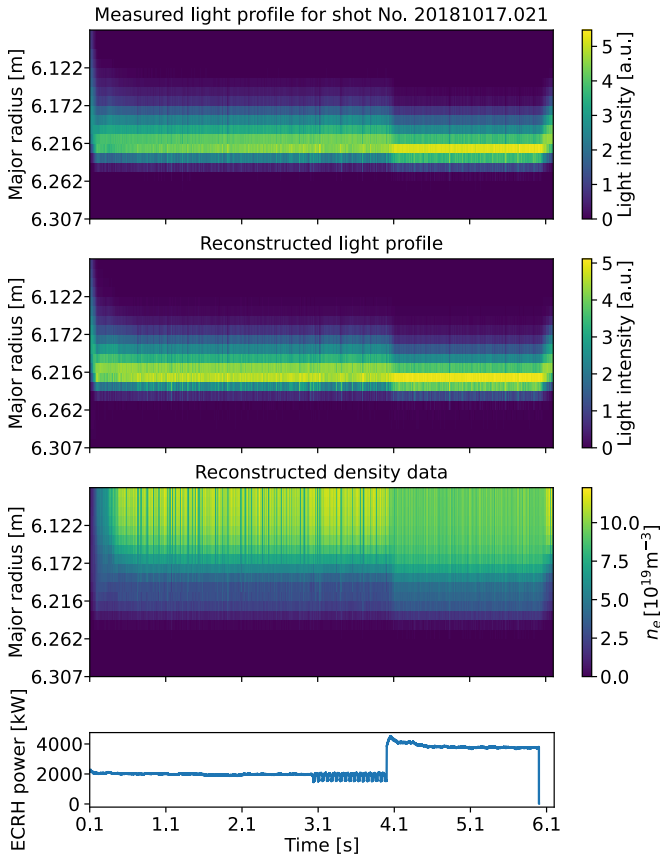 Measured light profile for shot No. 20181017.021
Major radius [m]
6.122
6.172
6.216
6.262
6.307
5
4
3
2
1
0
Light intensity [a.u.]
Reconstructed light profile
Major radius [m]
6.122
6.172
6.216
6.262
6.307
5
4
3
2
1
0
Light intensity [a.u.]
Reconstructed density data
Major radius [m]
6.122
6.172
6.216
6.262
6.307
10.0
7.5
5.0
2.5
0.0
nₑ [10¹⁹m⁻³]
ECRH power [kW]
4000
2000
0
0.1 1.1 2.1 3.1 4.1 5.1 6.1
Time [s]